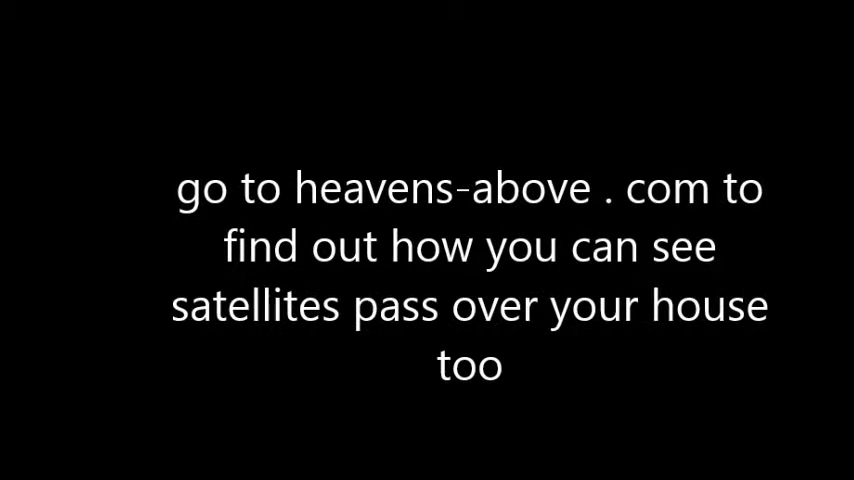 go to heavens-above . com to
find out how you can see
satellites pass over your house
too